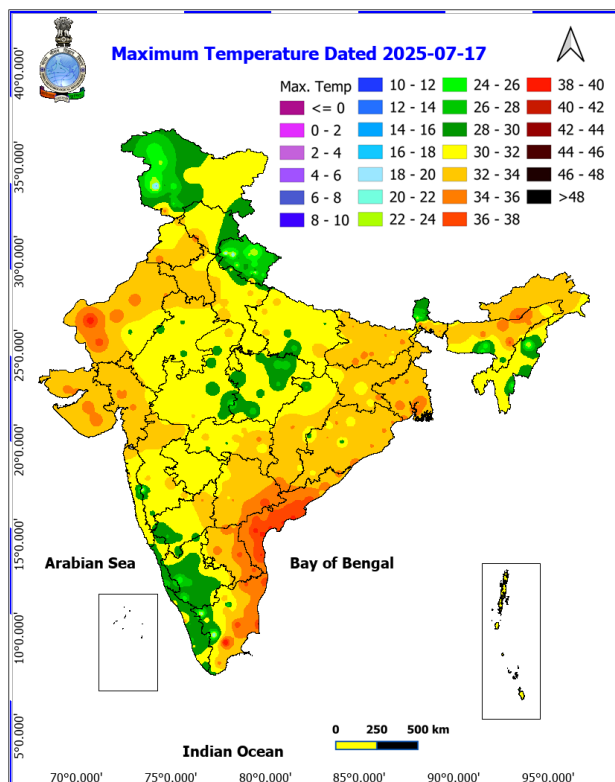 Maximum Temperature Dated 2025-07-17
Max. Temp
<= 0
0 - 2
2 - 4
4 - 6
6 - 8
8 - 10
10 - 12
12 - 14
14 - 16
16 - 18
18 - 20
20 - 22
22 - 24
24 - 26
26 - 28
28 - 30
30 - 32
32 - 34
34 - 36
36 - 38
38 - 40
40 - 42
42 - 44
44 - 46
46 - 48
>48
40°0.000'
35°0.000'
30°0.000'
25°0.000'
20°0.000'
15°0.000'
10°0.000'
5°0.000'
Arabian Sea
Bay of Bengal
0 250 500 km
Indian Ocean
70°0.000' 75°0.000' 80°0.000' 85°0.000' 90°0.000' 95°0.000'